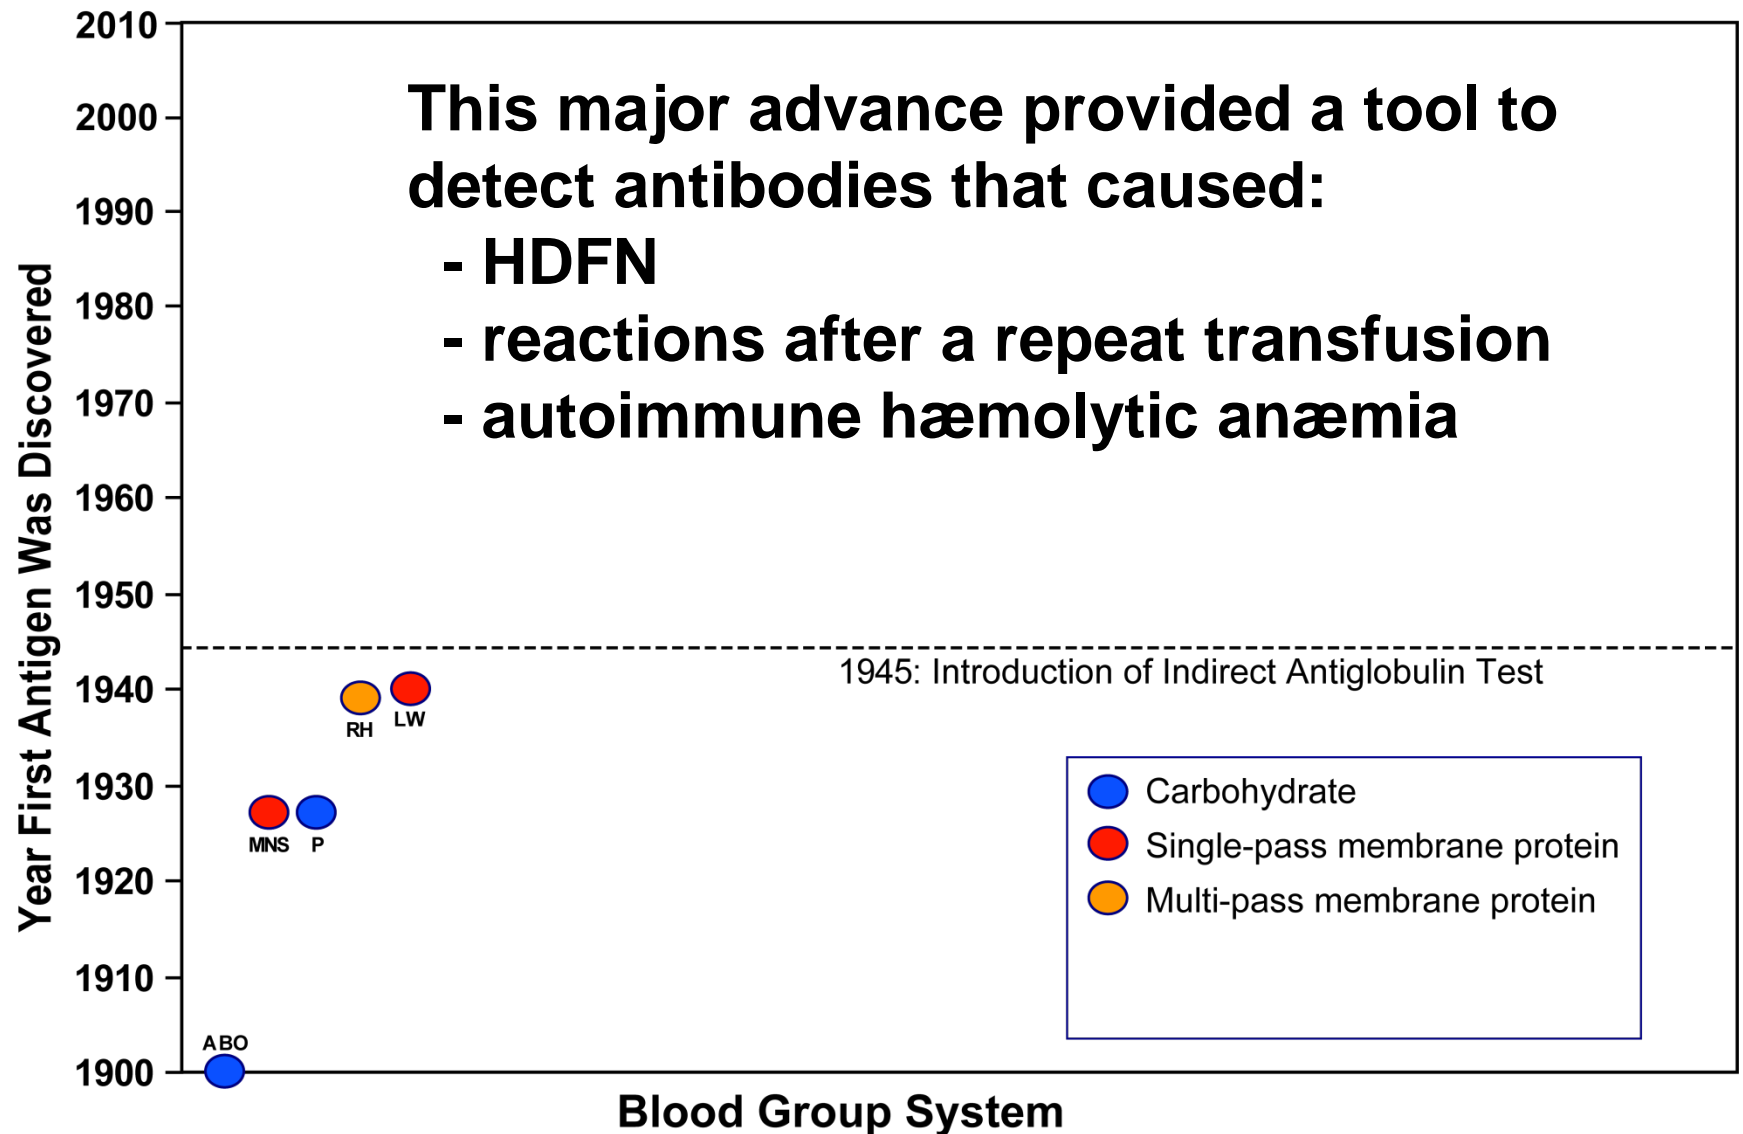 2010
2000
1990
1980
1970
1960
1950
1940
1930
1920
1910
1900
Year First Antigen Was Discovered
This major advance provided a tool to
detect antibodies that caused:
- HDFN
- reactions after a repeat transfusion
- autoimmune hæmolytic anæmia
1945: Introduction of Indirect Antiglobulin Test
RH
LW
MNS
P
ABO
Carbohydrate
Single-pass membrane protein
Multi-pass membrane protein
Blood Group System